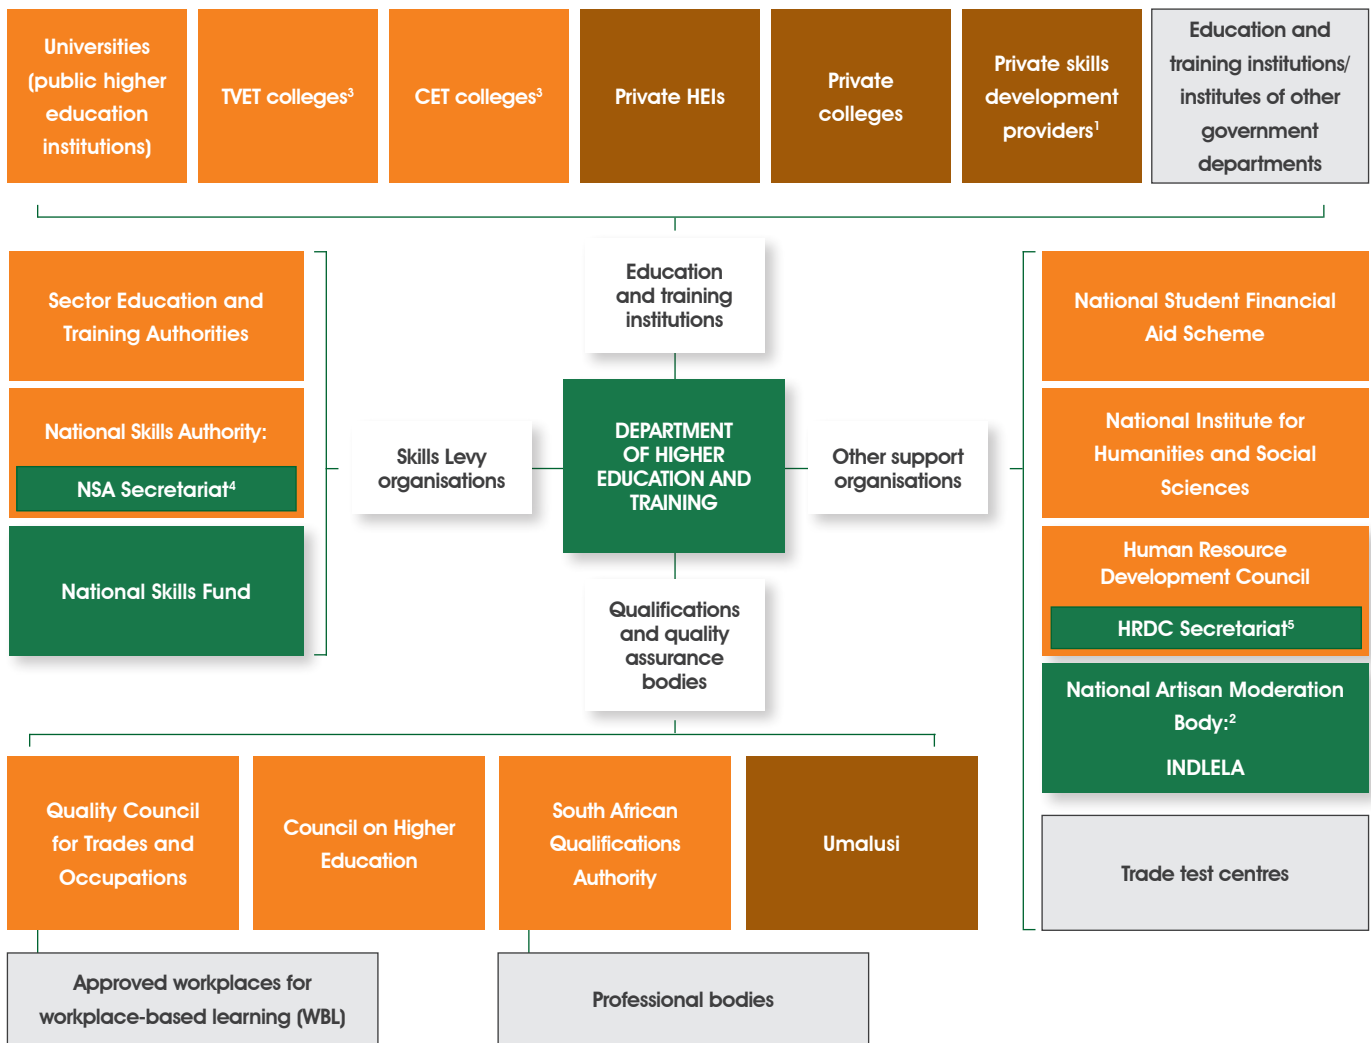 Universities
(public higher
education
institutions)
TVET colleges³
CET colleges³
Private HEIs
Private
colleges
Private skills
development
providers¹
Education and
training institutions/
institutes of other
government
departments
Education
and training
institutions
Sector Education and
Training Authorities
National Skills Authority:
NSA Secretariat⁴
National Skills Fund
Skills Levy
organisations
DEPARTMENT
OF HIGHER
EDUCATION AND
TRAINING
Other support
organisations
National Student Financial
Aid Scheme
National Institute for
Humanities and Social
Sciences
Human Resource
Development Council
HRDC Secretariat⁵
National Artisan Moderation
Body:²
INDLELA
Trade test centres
Qualifications
and quality
assurance
bodies
Quality Council
for Trades and
Occupations
Council on Higher
Education
South African
Qualifications
Authority
Umalusi
Approved workplaces for
workplace-based learning (WBL)
Professional bodies